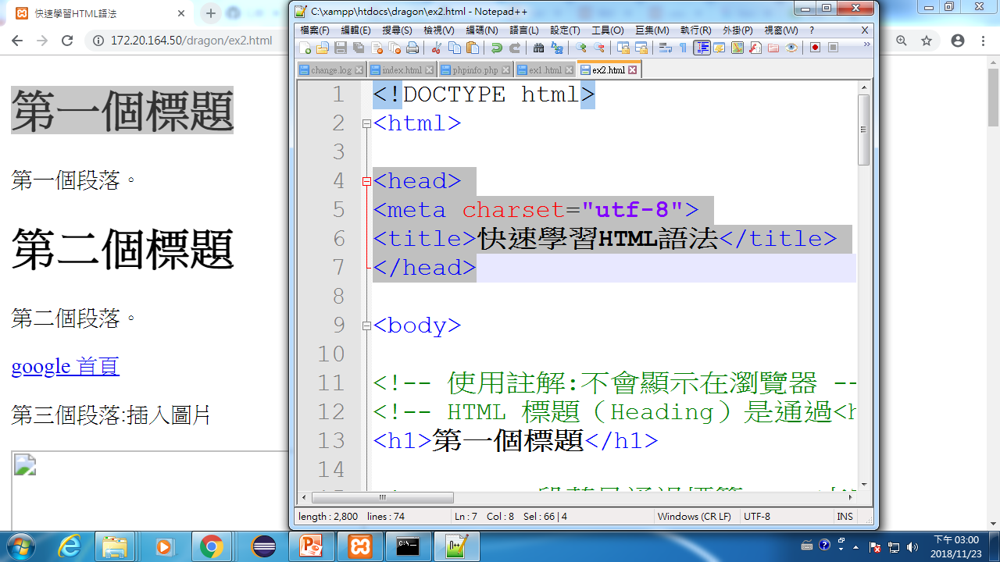 快速學習HTML語法
172.20.164.50/dragon/ex2.html
第一個標題
第一個段落。
第二個標題
第二個段落。
google 首頁
第三個段落:插入圖片
C:\xampp\htdocs\dragon\ex2.html - Notepad++
檔案(F) 編輯(E) 搜尋(S) 檢視(V) 編碼(N) 語言(L) 設定(T) 工具(O) 巨集(M) 執行(R) 外掛(P) 視窗(W) ? X
change.log index.html phpinfo.php ex1.html ex2.html
1 <!DOCTYPE html>
2 <html>
3
4 <head>
5 <meta charset="utf-8">
6 <title>快速學習HTML語法</title>
7 </head>
8
9 <body>
10
11 <!-- 使用註解:不會顯示在瀏覽器 --
12 <!-- HTML 標題（Heading）是通過<h
13 <h1>第一個標題</h1>
14
length : 2,800 lines : 74 Ln : 7 Col : 8 Sel : 66 | 4 Windows (CR LF) UTF-8 INS
下午 03:00
2018/11/23